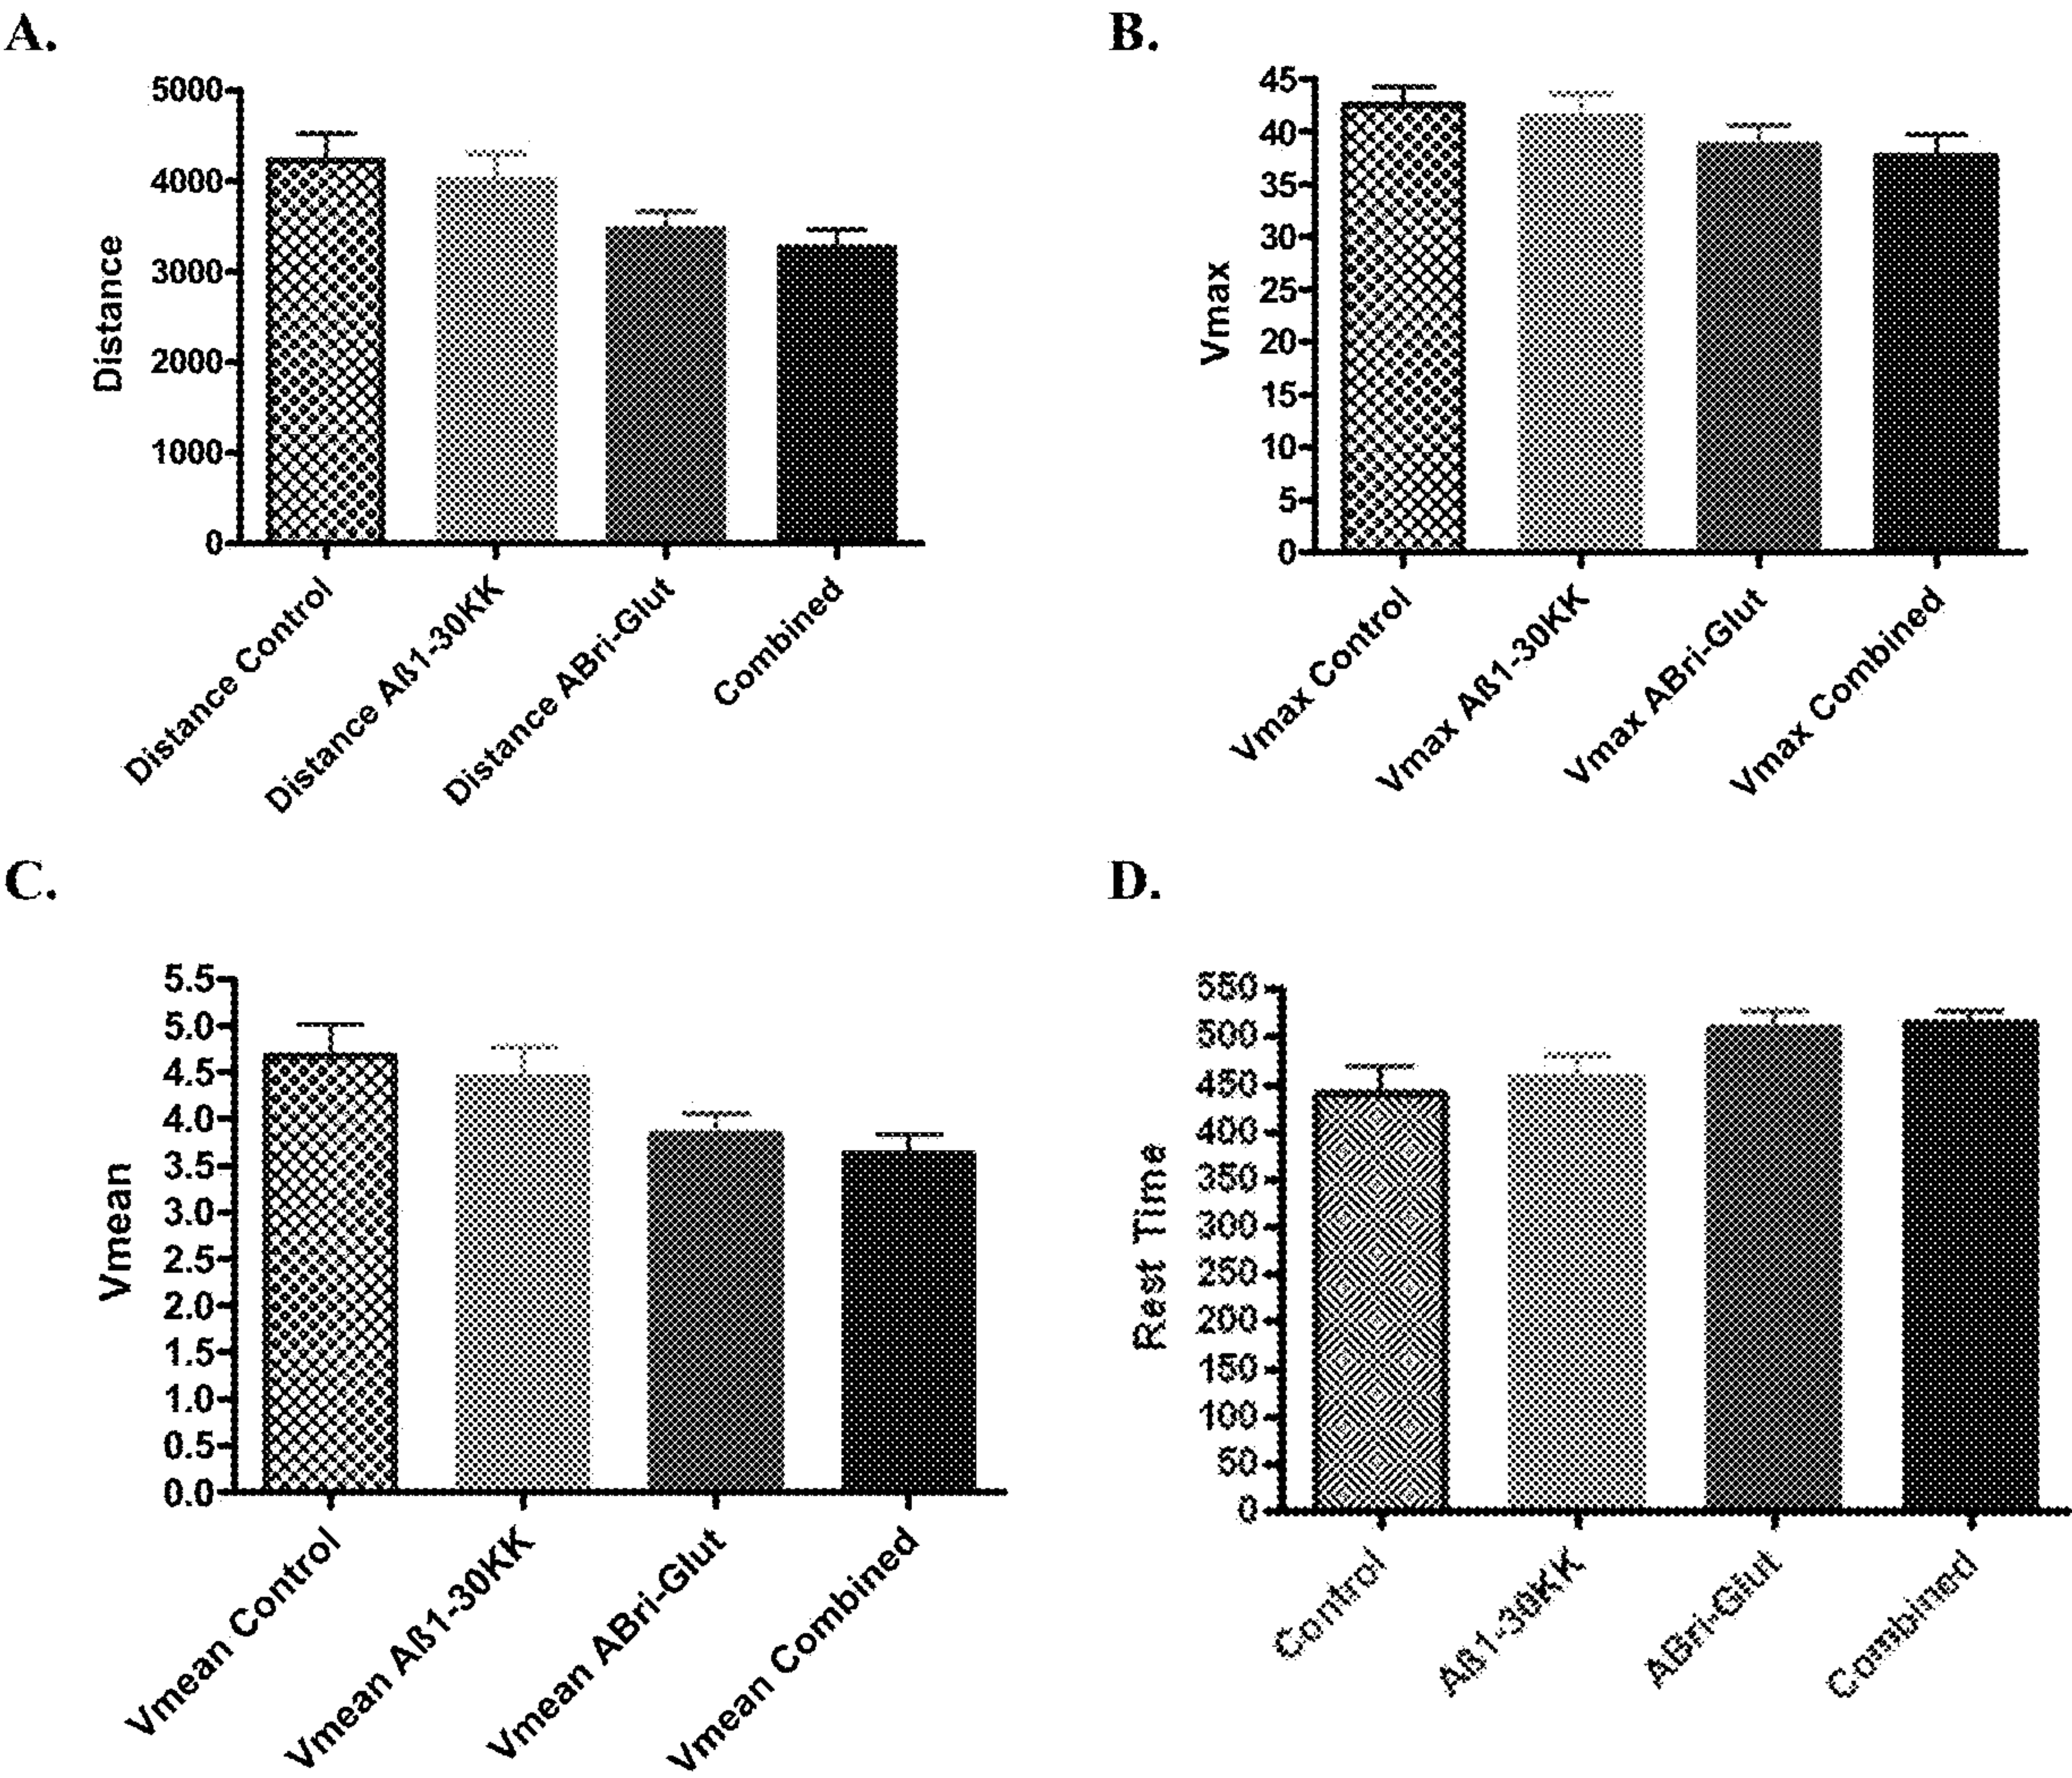 A.
5000
4000
3000
2000
1000
0
Distance
Distance Control
Distance Aß1-30KK
Distance ABri-Glut
Combined
B.
45
40
35
30
25
20
15
10
5
0
Vmax
Vmax Control
Vmax Aß1-30KK
Vmax ABri-Glut
Vmax Combined
C.
5.5
5.0
4.5
4.0
3.5
3.0
2.5
2.0
1.5
1.0
0.5
0.0
Vmean
Vmean Control
Vmean Aß1-30KK
Vmean ABri-Glut
Vmean Combined
D.
550
500
450
400
350
300
250
200
150
100
50
0
Rest Time
Control
Aß1-30KK
ABri-Glut
Combined